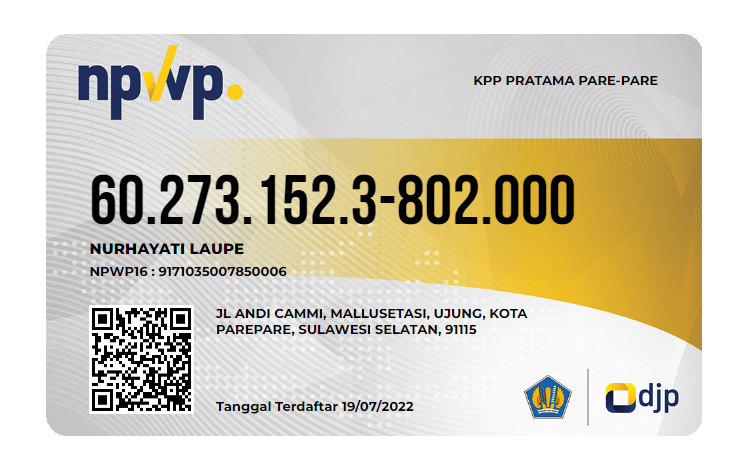 npwp.
KPP PRATAMA PARE-PARE
60.273.152.3-802.000
NURHAYATI LAUPE
NPWP16 : 9171035007850006
JL ANDI CAMMI, MALLUSETASI, UJUNG, KOTA
PAREPARE, SULAWESI SELATAN, 91115
Tanggal Terdaftar 19/07/2022
djp